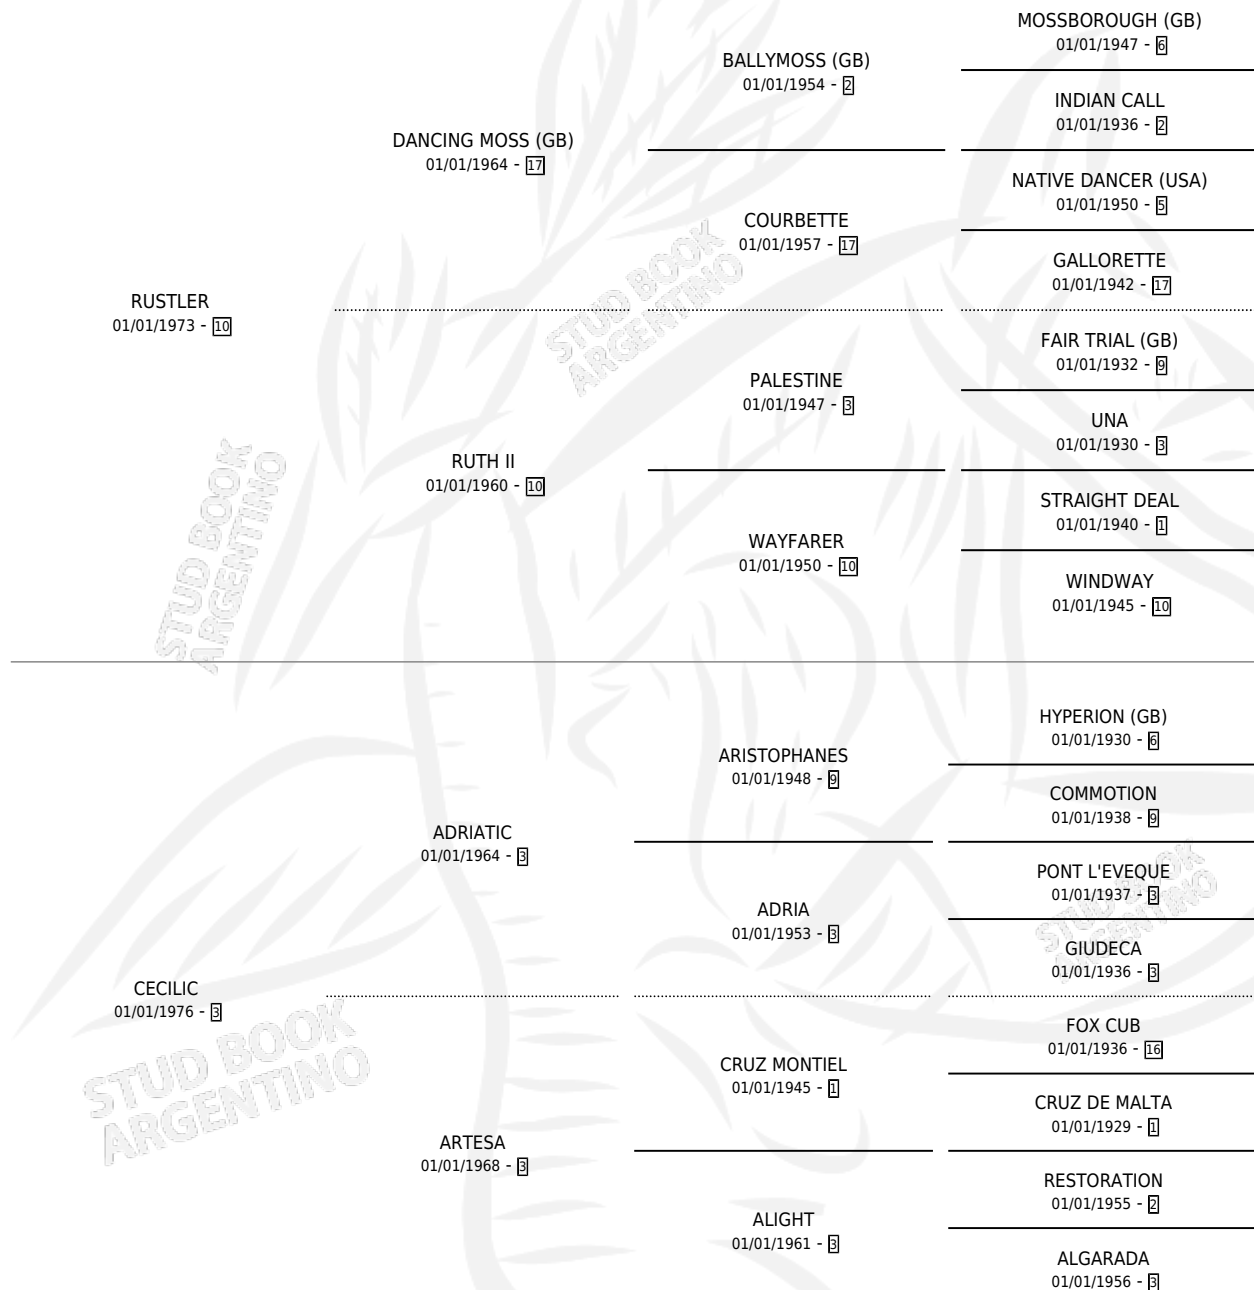 MOSSBOROUGH (GB)
01/01/1947 - 6
BALLYMOSS (GB)
01/01/1954 - 2
INDIAN CALL
01/01/1936 - 2
DANCING MOSS (GB)
01/01/1964 - 17
NATIVE DANCER (USA)
01/01/1950 - 5
COURBETTE
01/01/1957 - 17
GALLORETTE
01/01/1942 - 17
RUSTLER
01/01/1973 - 10
FAIR TRIAL (GB)
01/01/1932 - 9
PALESTINE
01/01/1947 - 3
UNA
01/01/1930 - 3
RUTH II
01/01/1960 - 10
STRAIGHT DEAL
01/01/1940 - 1
WAYFARER
01/01/1950 - 10
WINDWAY
01/01/1945 - 10
HYPERION (GB)
01/01/1930 - 6
ARISTOPHANES
01/01/1948 - 9
COMMOTION
01/01/1938 - 9
ADRIATIC
01/01/1964 - 3
PONT L'EVEQUE
01/01/1937 - 3
ADRIA
01/01/1953 - 3
GIUDECA
01/01/1936 - 3
CECILIC
01/01/1976 - 3
FOX CUB
01/01/1936 - 16
CRUZ MONTIEL
01/01/1945 - 1
CRUZ DE MALTA
01/01/1929 - 1
ARTESA
01/01/1968 - 3
RESTORATION
01/01/1955 - 2
ALIGHT
01/01/1961 - 3
ALGARADA
01/01/1956 - 3
STUD BOOK
ARGENTINO
STUD BOOK
ARGENTINO
STUD BOOK
ARGENTINO
STUD BOOK
ARGENTINO